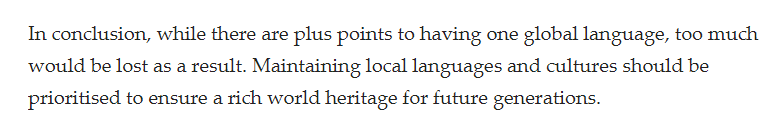 In conclusion, while there are plus points to having one global language, too much
would be lost as a result. Maintaining local languages and cultures should be
prioritised to ensure a rich world heritage for future generations.